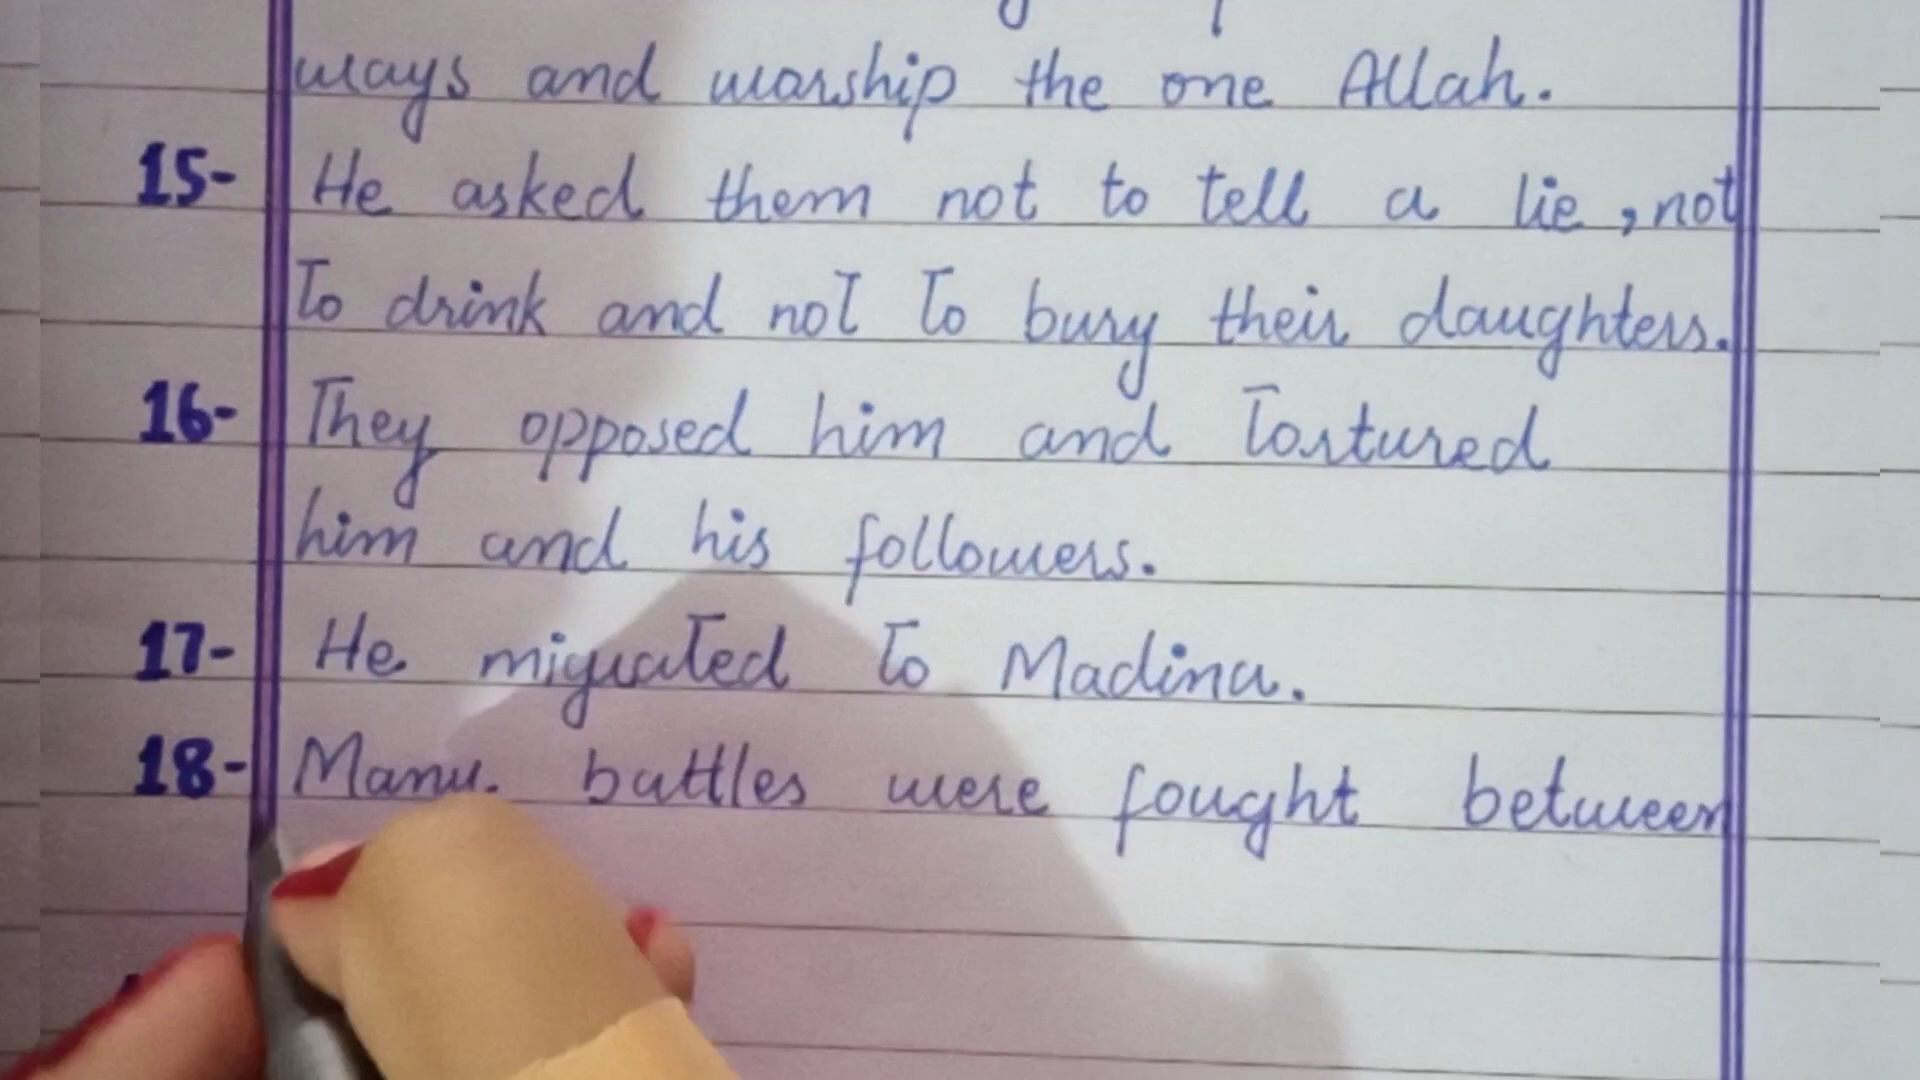 ways and worship the one Allah.
15- He asked them not to tell a lie, not
To drink and not To bury their daughters.
16- They opposed him and Tortured
him and his followers.
17- He migrated To Madina.
18- Many battles were fought between